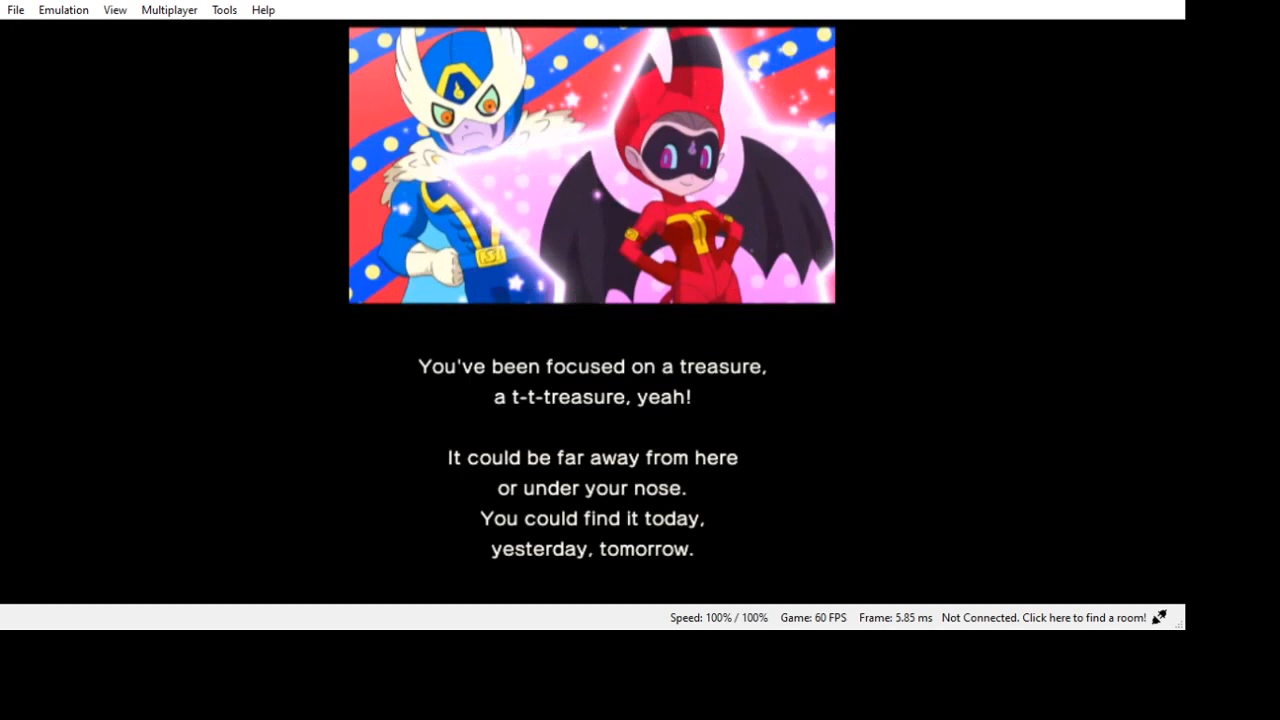 File Emulation View Multiplayer Tools Help
You've been focused on a treasure,
a t-t-treasure, yeah!
It could be far away from here
or under your nose.
You could find it today,
yesterday, tomorrow.
Speed: 100% / 100% Game: 60 FPS Frame: 5.85 ms Not Connected. Click here to find a room!